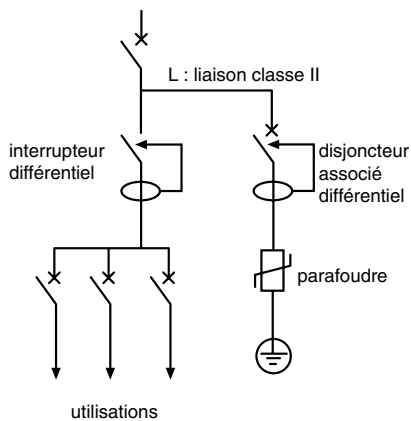 L : liaison classe II
interrupteur
différentiel
disjoncteur
associé
différentiel
parafoudre
utilisations